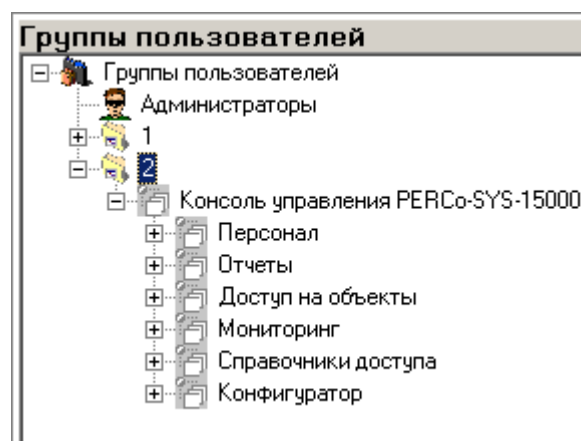 Группы пользователей
Группы пользователей
Администраторы
1
2
Консоль управления PERCo-SYS-15000
Персонал
Отчеты
Доступ на объекты
Мониторинг
Справочники доступа
Конфигуратор